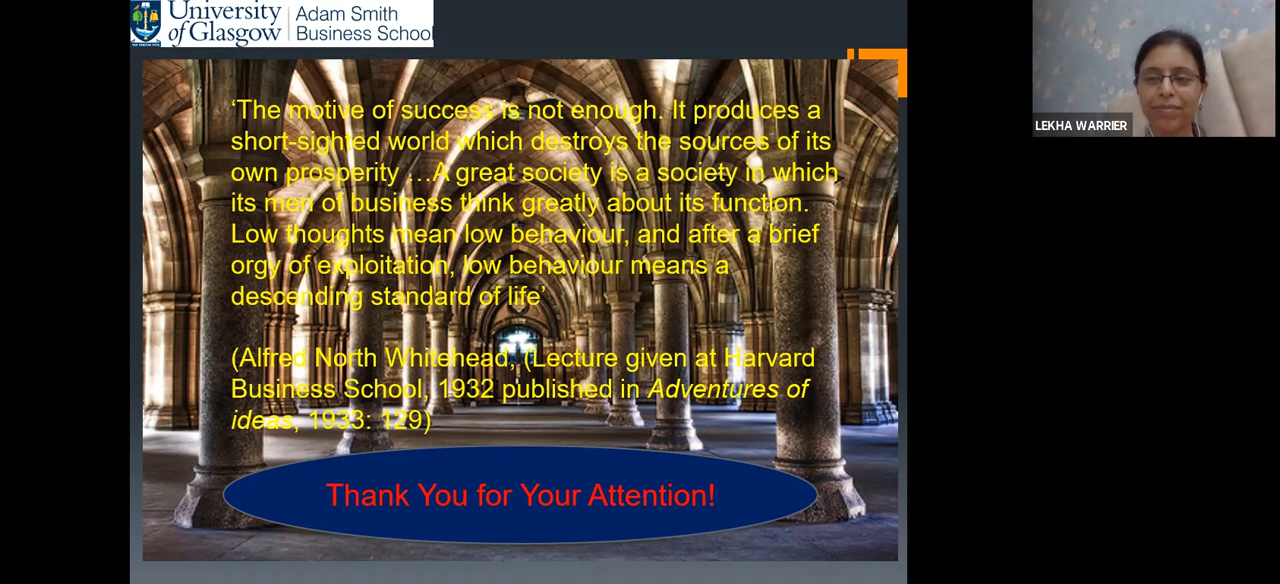 University
of Glasgow
Adam Smith
Business School
‘The motive of success is not enough. It produces a
short-sighted world which destroys the sources of its
own prosperity …A great society is a society in which
its men of business think greatly about its function.
Low thoughts mean low behaviour, and after a brief
orgy of exploitation, low behaviour means a
descending standard of life’
(Alfred North Whitehead, (Lecture given at Harvard
Business School, 1932 published in Adventures of
ideas, 1933: 129)
Thank You for Your Attention!
LEKHA WARRIER